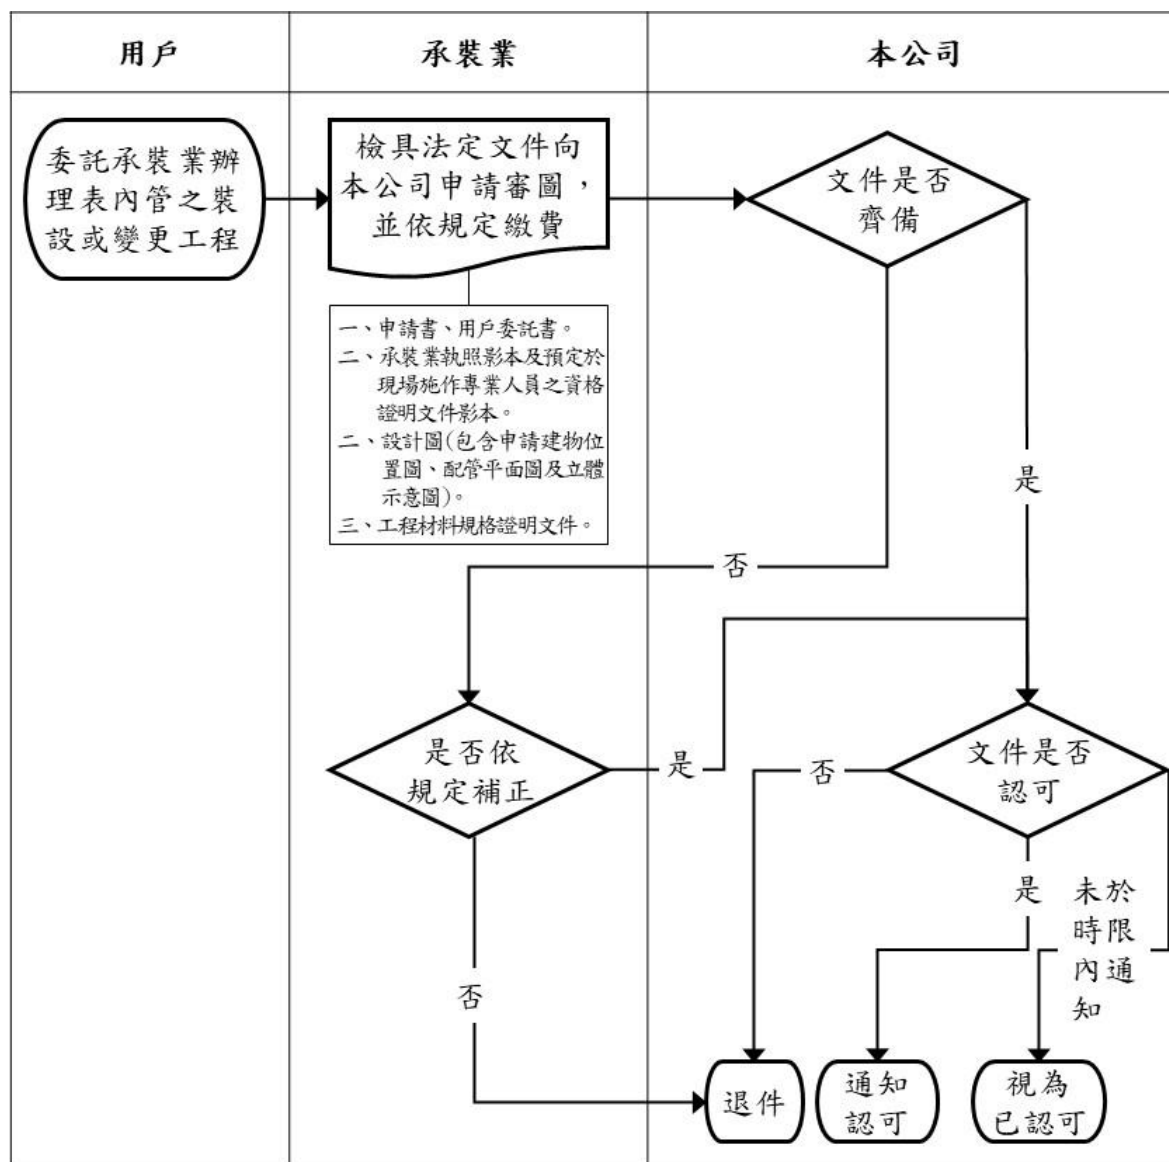 用戶
承裝業
本公司
委託承裝業辦
理表內管之裝
設或變更工程
檢具法定文件向
本公司申請審圖，
並依規定繳費
文件是否
齊備
一、申請書、用戶委託書。
二、承裝業執照影本及預定於
現場施作專業人員之資格
證明文件影本。
二、設計圖(包含申請建物位
置圖、配管平面圖及立體
示意圖)。
三、工程材料規格證明文件。
是
否
是否依
規定補正
是
否
文件是否
認可
是
未於
時限
內通
知
否
退件
通知
認可
視為
已認可